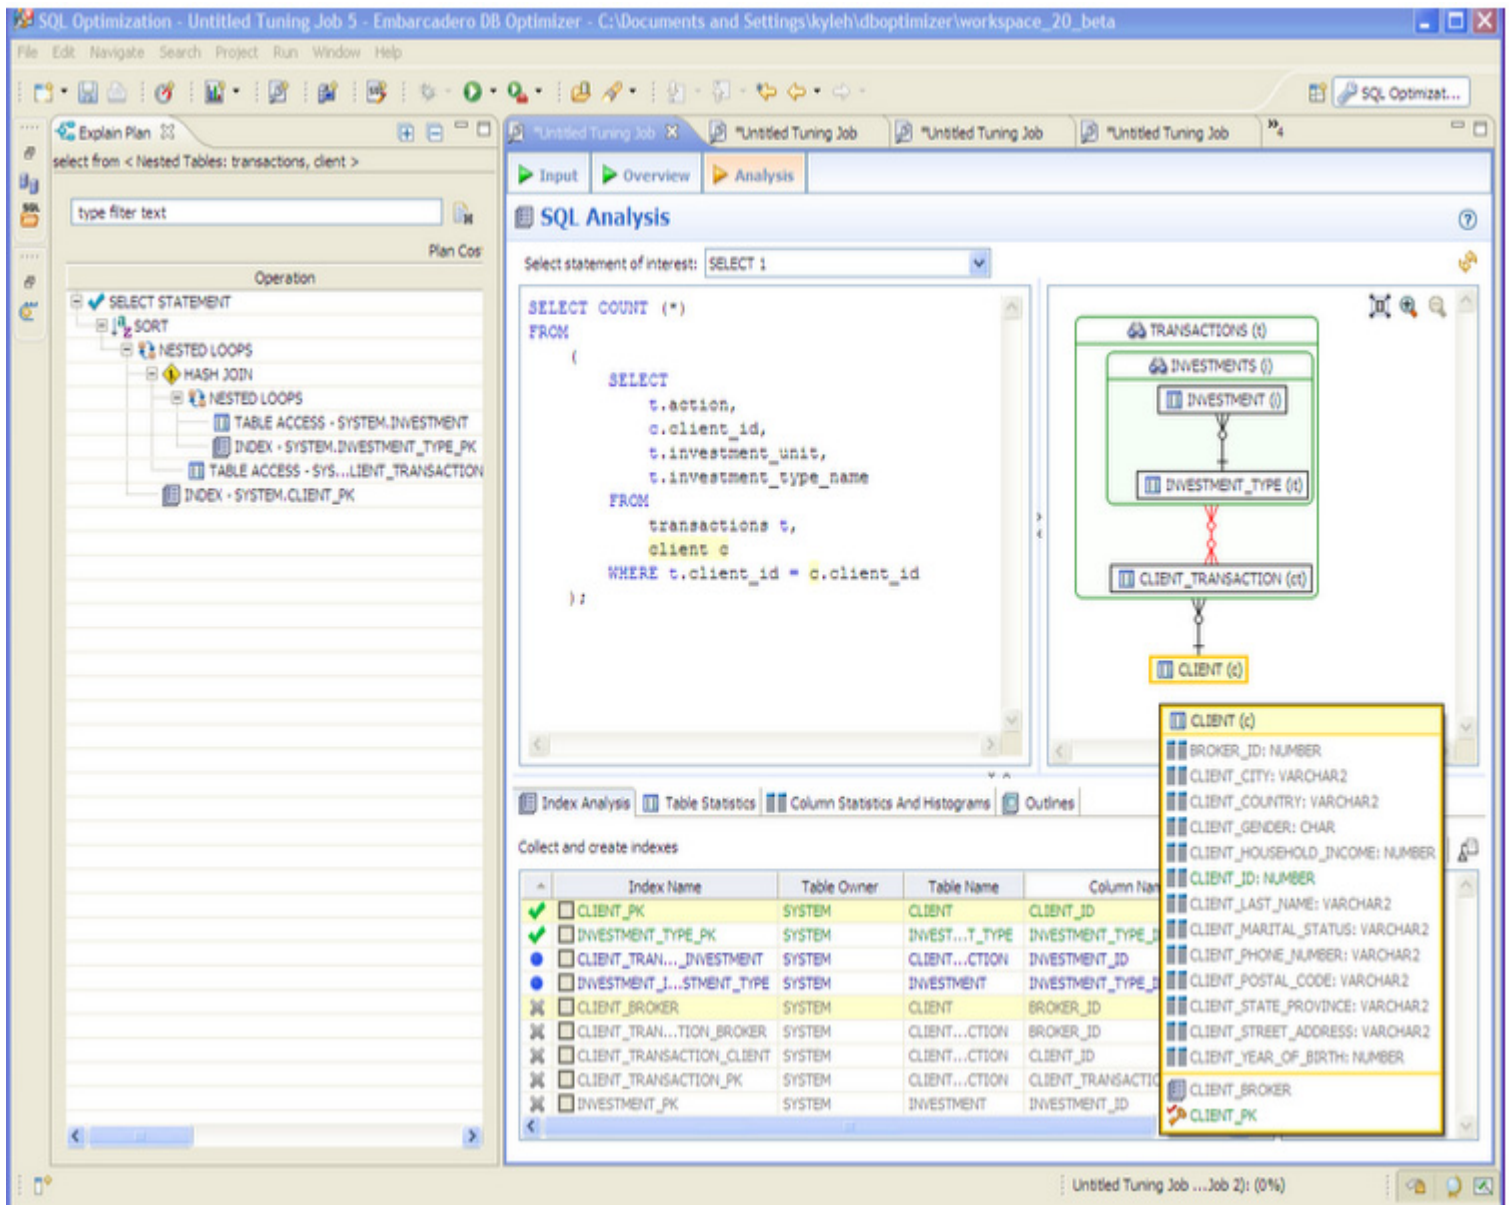 SQL Optimization - Untitled Tuning Job 5 - Embarcadero DB Optimizer - C:\Documents and Settings\kyleh\dboptimizer\workspace_20_beta
File Edit Navigate Search Project Run Window Help
SQL Optimizat...
Explain Plan
select from < Nested Tables: transactions, client >
type filter text
Plan Cos
Operation
SELECT STATEMENT
SORT
NESTED LOOPS
HASH JOIN
NESTED LOOPS
TABLE ACCESS - SYSTEM.INVESTMENT
INDEX - SYSTEM.INVESTMENT_TYPE_PK
TABLE ACCESS - SYS...LIENT_TRANSACTION
INDEX - SYSTEM.CLIENT_PK
*Untitled Tuning Job *Untitled Tuning Job *Untitled Tuning Job *Untitled Tuning Job »4
Input Overview Analysis
SQL Analysis
Select statement of interest: SELECT 1
SELECT COUNT (*)
FROM
(
SELECT
t.action,
c.client_id,
t.investment_unit,
t.investment_type_name
FROM
transactions t,
client c
WHERE t.client_id = c.client_id
);
TRANSACTIONS (t)
INVESTMENTS (i)
INVESTMENT (i)
INVESTMENT_TYPE (it)
CLIENT_TRANSACTION (ct)
CLIENT (c)
CLIENT (c)
BROKER_ID: NUMBER
CLIENT_CITY: VARCHAR2
CLIENT_COUNTRY: VARCHAR2
CLIENT_GENDER: CHAR
CLIENT_HOUSEHOLD_INCOME: NUMBER
CLIENT_ID: NUMBER
CLIENT_LAST_NAME: VARCHAR2
CLIENT_MARITAL_STATUS: VARCHAR2
CLIENT_PHONE_NUMBER: VARCHAR2
CLIENT_POSTAL_CODE: VARCHAR2
CLIENT_STATE_PROVINCE: VARCHAR2
CLIENT_STREET_ADDRESS: VARCHAR2
CLIENT_YEAR_OF_BIRTH: NUMBER
CLIENT_BROKER
CLIENT_PK
Index Analysis Table Statistics Column Statistics And Histograms Outlines
Collect and create indexes
Index Name Table Owner Table Name Column Nam
CLIENT_PK SYSTEM CLIENT CLIENT_ID
INVESTMENT_TYPE_PK SYSTEM INVEST...T_TYPE INVESTMENT_TYPE_I
CLIENT_TRAN..._INVESTMENT SYSTEM CLIENT...CTION INVESTMENT_ID
INVESTMENT_I...STMENT_TYPE SYSTEM INVESTMENT INVESTMENT_TYPE_I
CLIENT_BROKER SYSTEM CLIENT BROKER_ID
CLIENT_TRAN...TION_BROKER SYSTEM CLIENT...CTION BROKER_ID
CLIENT_TRANSACTION_CLIENT SYSTEM CLIENT...CTION CLIENT_ID
CLIENT_TRANSACTION_PK SYSTEM CLIENT...CTION CLIENT_TRANSACTIC
INVESTMENT_PK SYSTEM INVESTMENT INVESTMENT_ID
Untitled Tuning Job ...Job 2): (0%)